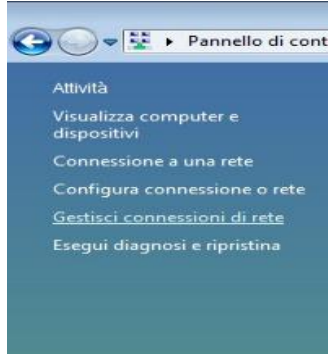 Pannello di cont
Attività
Visualizza computer e
dispositivi
Connessione a una rete
Configura connessione o rete
Gestisci connessioni di rete
Esegui diagnosi e ripristina